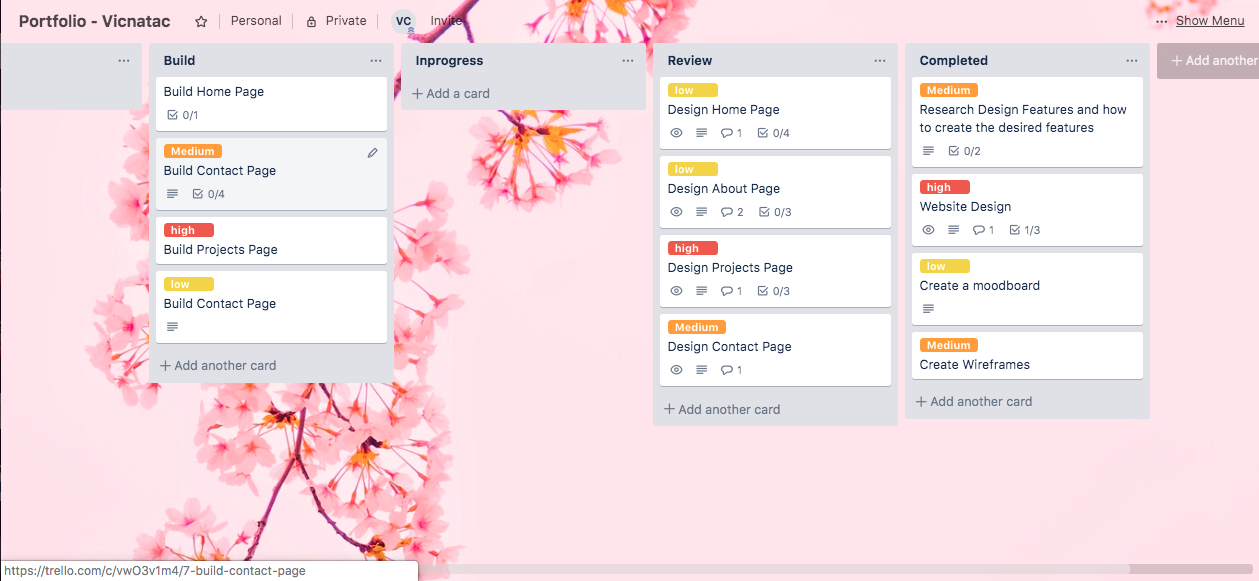 Portfolio - Vicnatac
Personal
Private
VC
Invite
... Show Menu
...
Build ...
Build Home Page
0/1
Medium
Build Contact Page
0/4
high
Build Projects Page
low
Build Contact Page
+ Add another card
Inprogress ...
+ Add a card
Review ...
low
Design Home Page
1 0/4
low
Design About Page
2 0/3
high
Design Projects Page
1 0/3
Medium
Design Contact Page
1
+ Add another card
Completed ...
Medium
Research Design Features and how
to create the desired features
0/2
high
Website Design
1 1/3
low
Create a moodboard
Medium
Create Wireframes
+ Add another card
+ Add another
https://trello.com/c/vwO3v1m4/7-build-contact-page